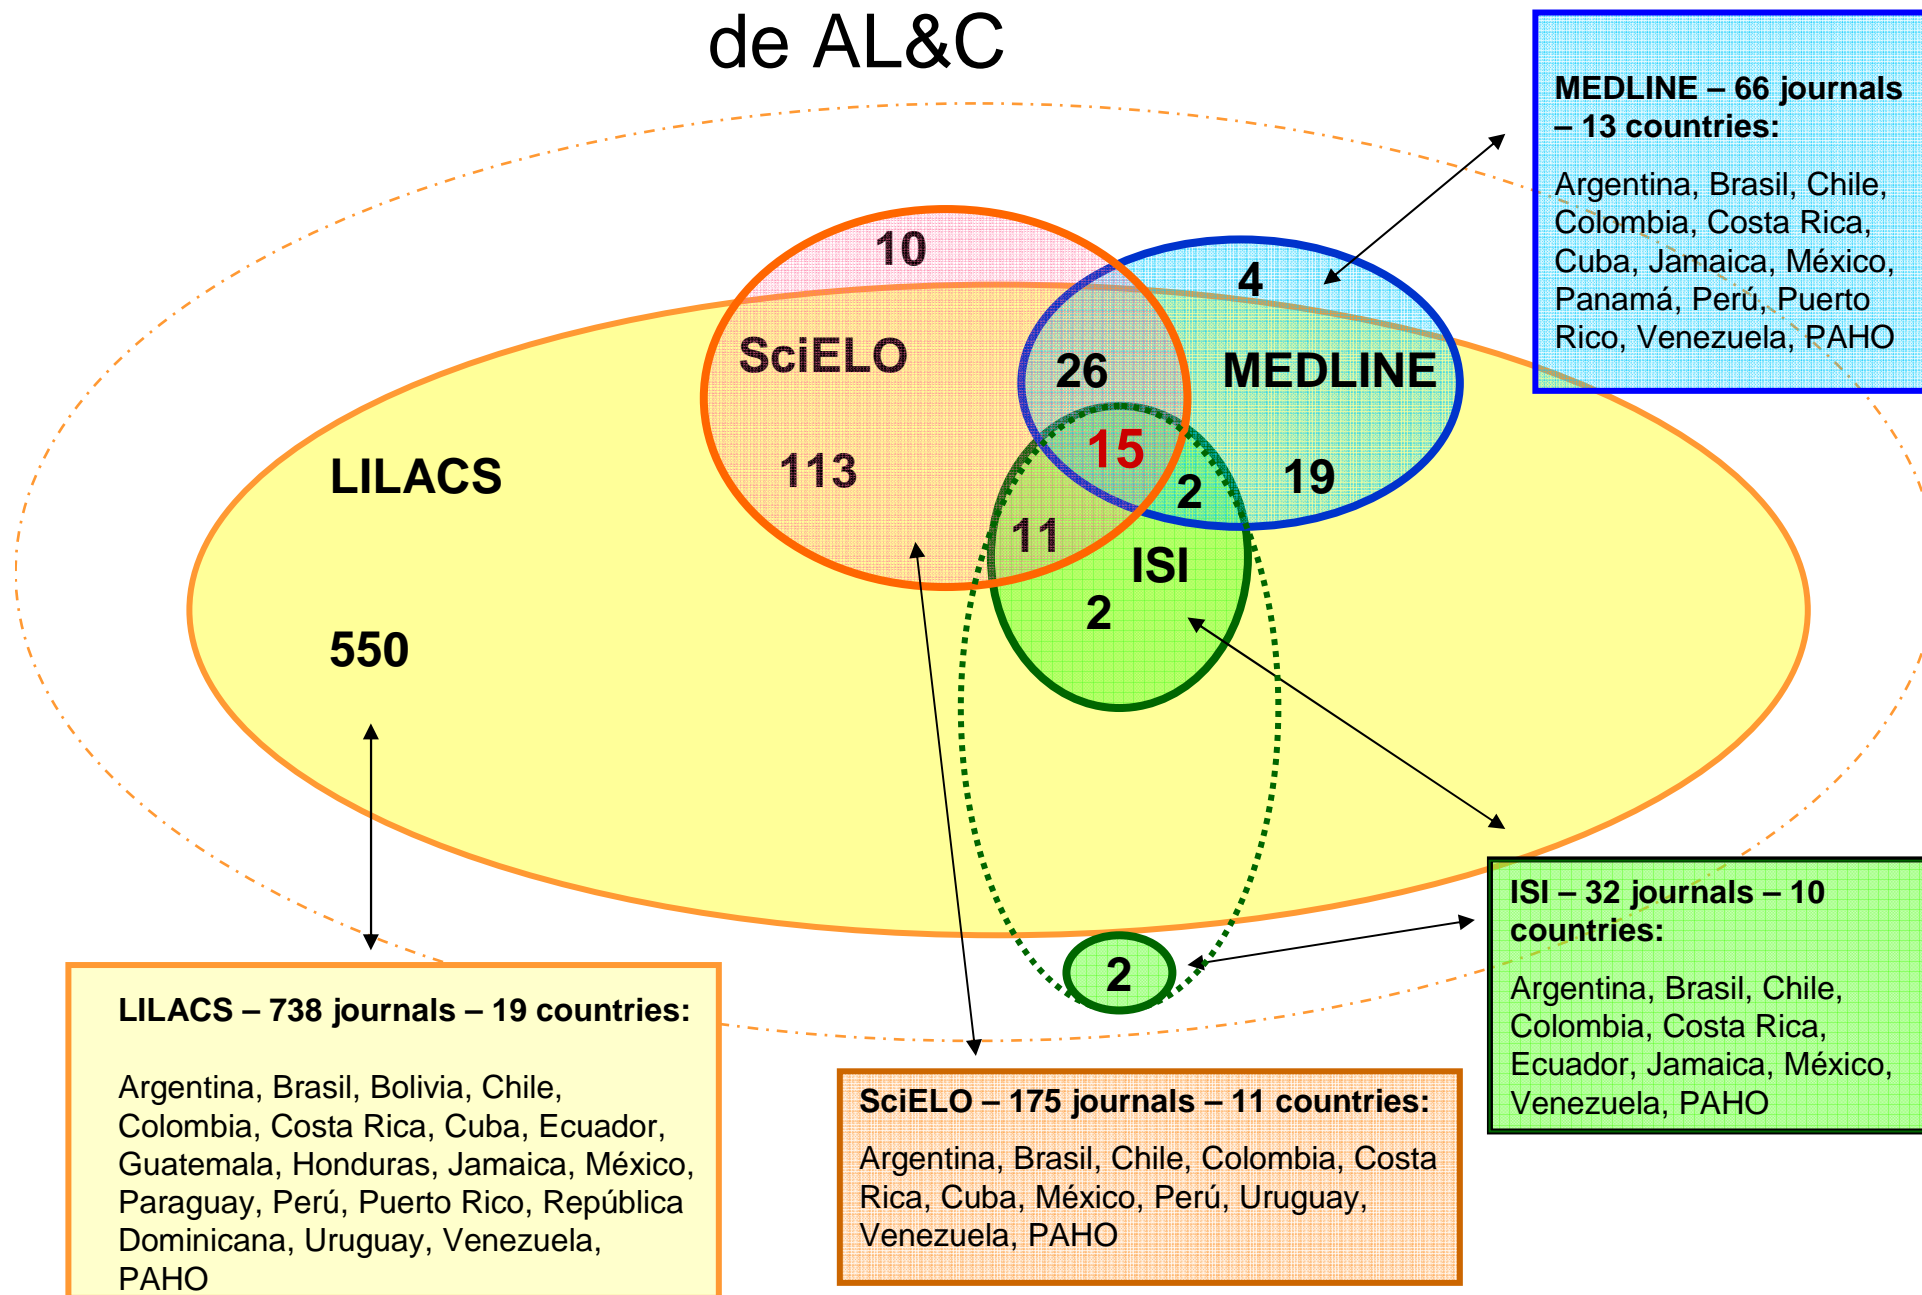 de AL&C
MEDLINE – 66 journals
– 13 countries:
Argentina, Brasil, Chile,
Colombia, Costa Rica,
Cuba, Jamaica, México,
Panamá, Perú, Puerto
Rico, Venezuela, PAHO
10
4
SciELO
26
MEDLINE
15
113
LILACS
19
2
11
ISI
2
550
2
ISI – 32 journals – 10
countries:
Argentina, Brasil, Chile,
Colombia, Costa Rica,
Ecuador, Jamaica, México,
Venezuela, PAHO
LILACS – 738 journals – 19 countries:
Argentina, Brasil, Bolivia, Chile,
Colombia, Costa Rica, Cuba, Ecuador,
Guatemala, Honduras, Jamaica, México,
Paraguay, Perú, Puerto Rico, República
Dominicana, Uruguay, Venezuela,
PAHO
SciELO – 175 journals – 11 countries:
Argentina, Brasil, Chile, Colombia, Costa
Rica, Cuba, México, Perú, Uruguay,
Venezuela, PAHO